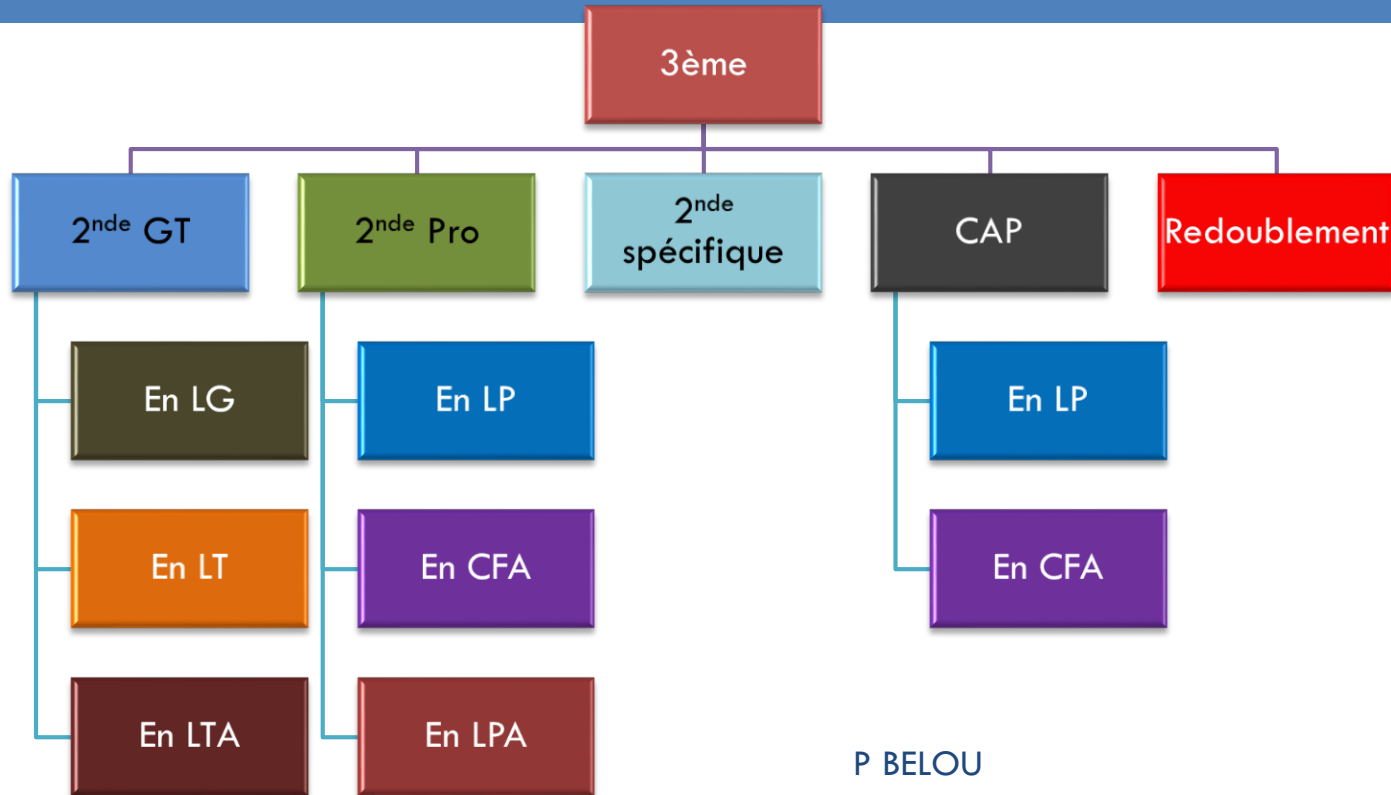 3ème
2nde GT
2nde Pro
2nde
spécifique
CAP
Redoublement
En LG
En LP
En LP
En LT
En CFA
En CFA
En LTA
En LPA
P BELOU